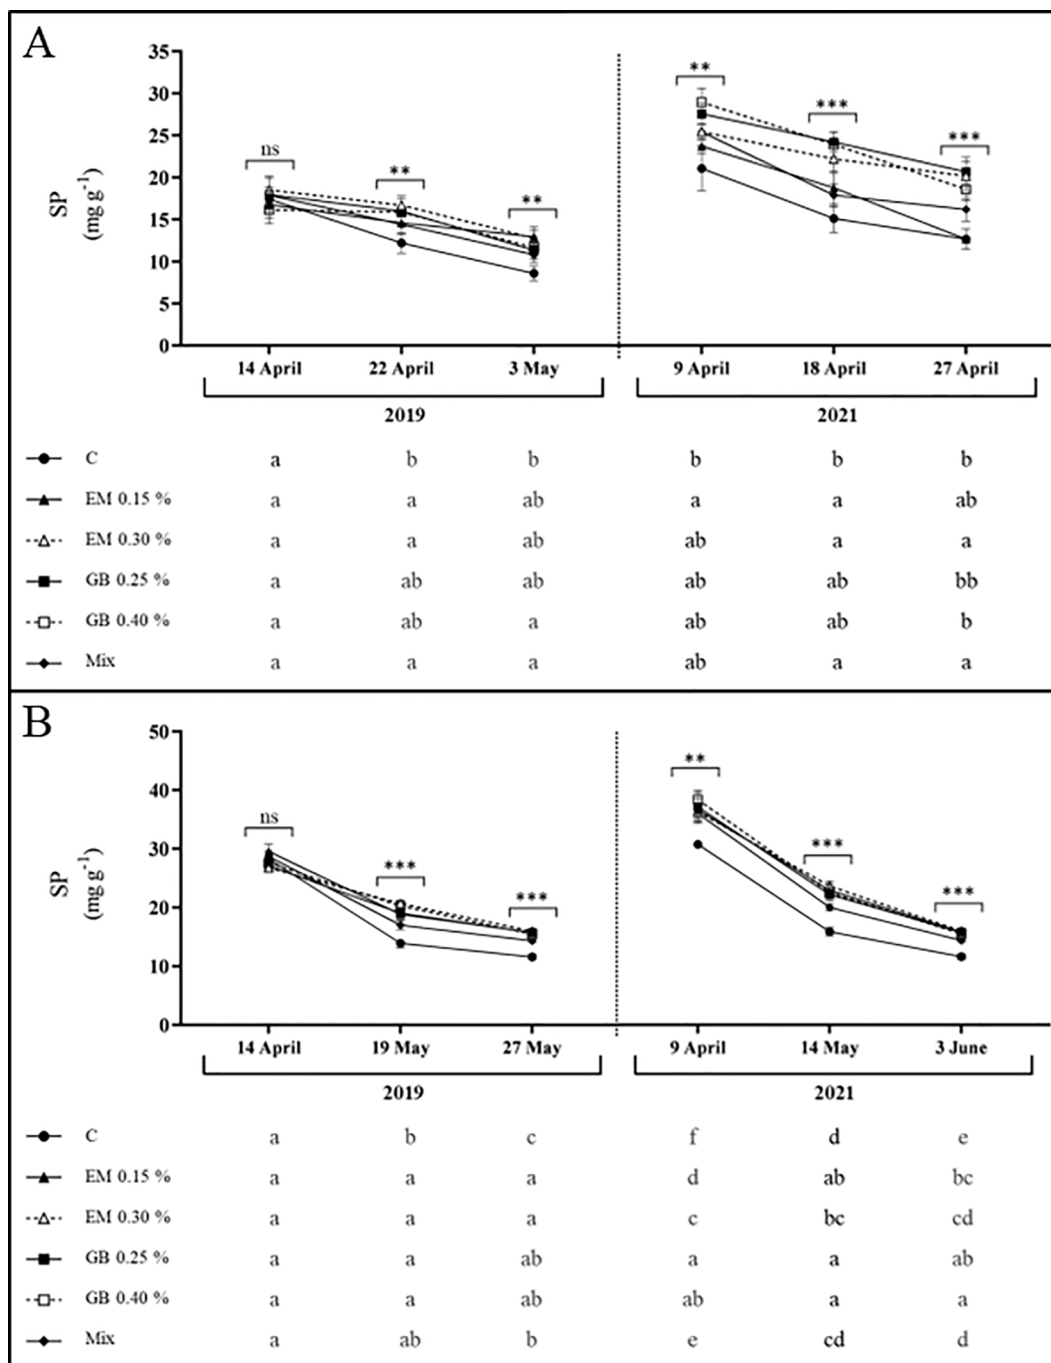 A
35
30
25
20
15
10
5
0
SP
(mg g-1)
ns
**
**
**
***
***
14 April 22 April 3 May 9 April 18 April 27 April
2019 2021
C a b b b b b
EM 0.15 % a a ab a a ab
EM 0.30 % a a ab ab a a
GB 0.25 % a ab ab ab ab bb
GB 0.40 % a ab a ab ab b
Mix a a a ab a a
B
50
40
30
20
10
0
SP
(mg g-1)
ns
***
***
**
***
***
14 April 19 May 27 May 9 April 14 May 3 June
2019 2021
C a b c f d e
EM 0.15 % a a a d ab bc
EM 0.30 % a a a c bc cd
GB 0.25 % a a ab a a ab
GB 0.40 % a a ab ab a a
Mix a ab b e cd d